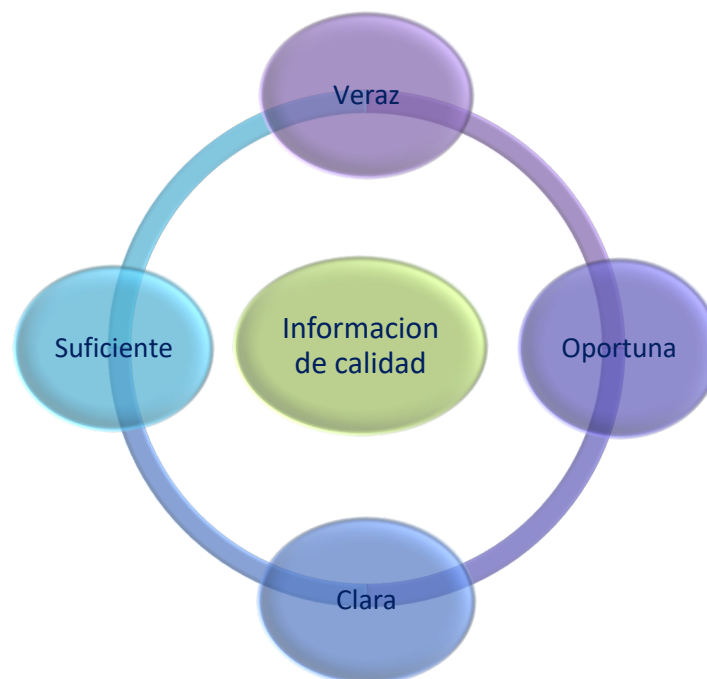 Veraz
Suficiente
Informacion
de calidad
Oportuna
Clara